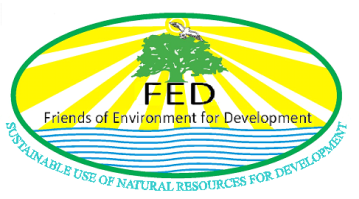 FED
Friends of Environment for Development
SUSTAINABLE USE OF NATURAL RESOURCES FOR DEVELOPMENT